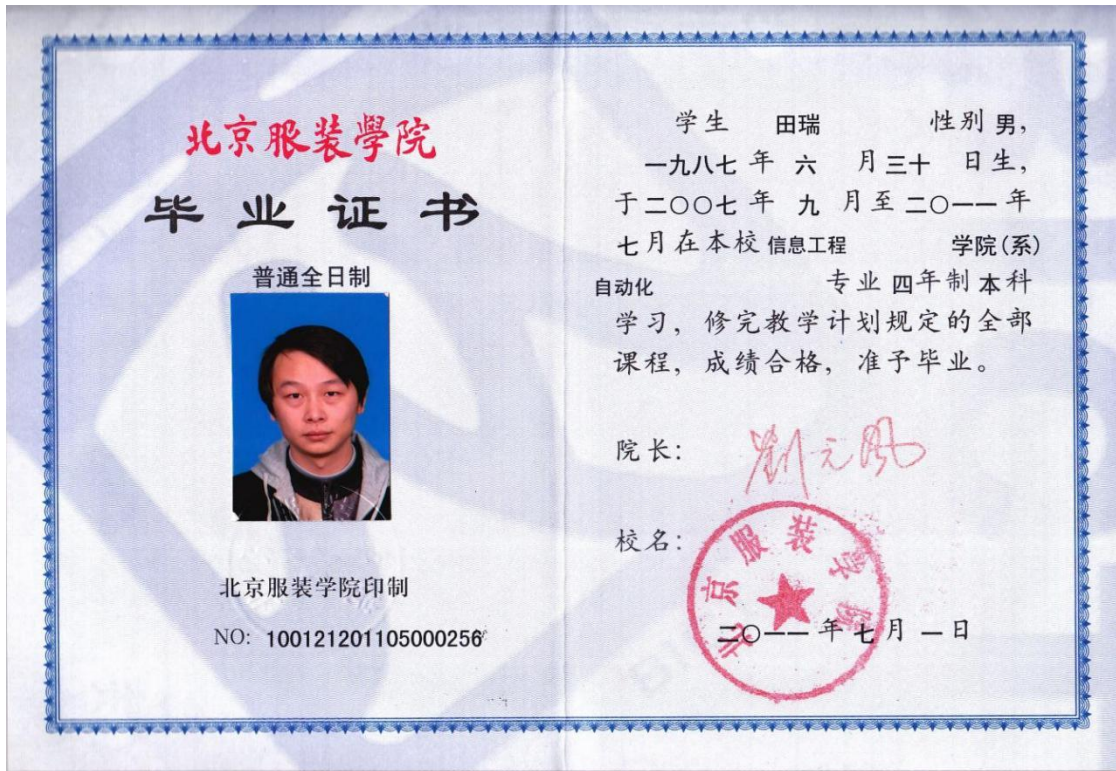 北京服装學院
毕业证书
普通全日制
北京服装学院印制
NO: 100121201105000256
学生 田瑞 性别 男,
一九八七 年 六 月 三十 日生,
于 二〇〇七 年 九 月至 二〇一一 年
七 月在本校 信息工程 学院(系)
自动化 专业 四年制 本科
学习, 修完教学计划规定的全部
课程, 成绩合格, 准予毕业。
院长: 刘元风
校名:
北京服装学院
二〇一一 年 七 月 一 日